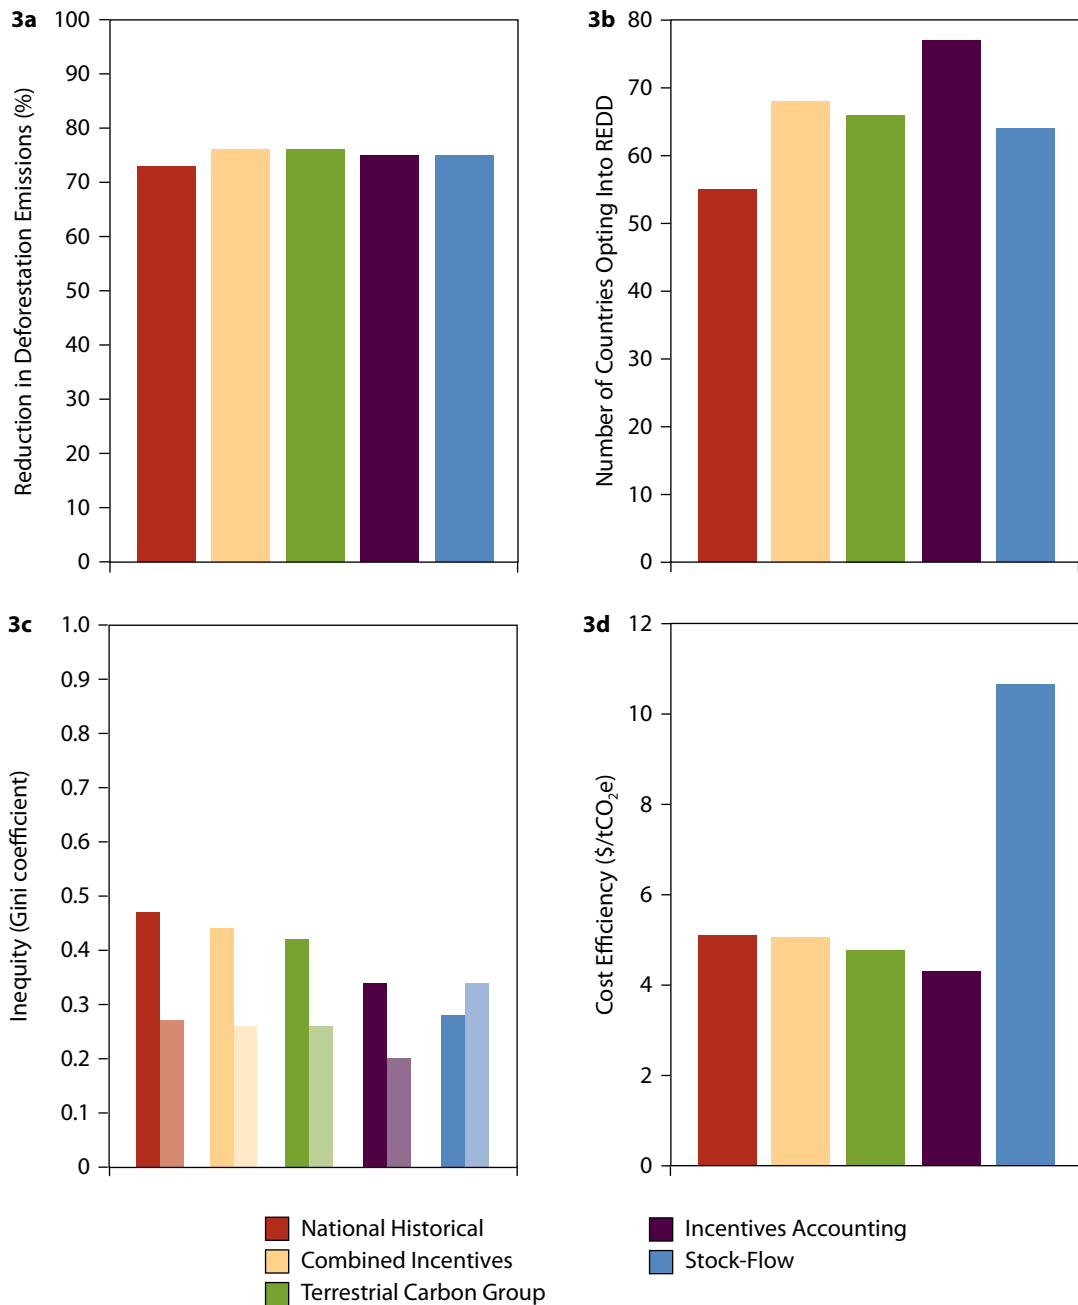 3a
Reduction in Deforestation Emissions (%)
100
90
80
70
60
50
40
30
20
10
0
3b
Number of Countries Opting Into REDD
80
70
60
50
40
30
20
10
0
3c
Inequity (Gini coefficient)
1.0
0.9
0.8
0.7
0.6
0.5
0.4
0.3
0.2
0.1
0
3d
Cost Efficiency ($/tCO₂e)
12
10
8
6
4
2
0
National Historical
Combined Incentives
Terrestrial Carbon Group
Incentives Accounting
Stock-Flow